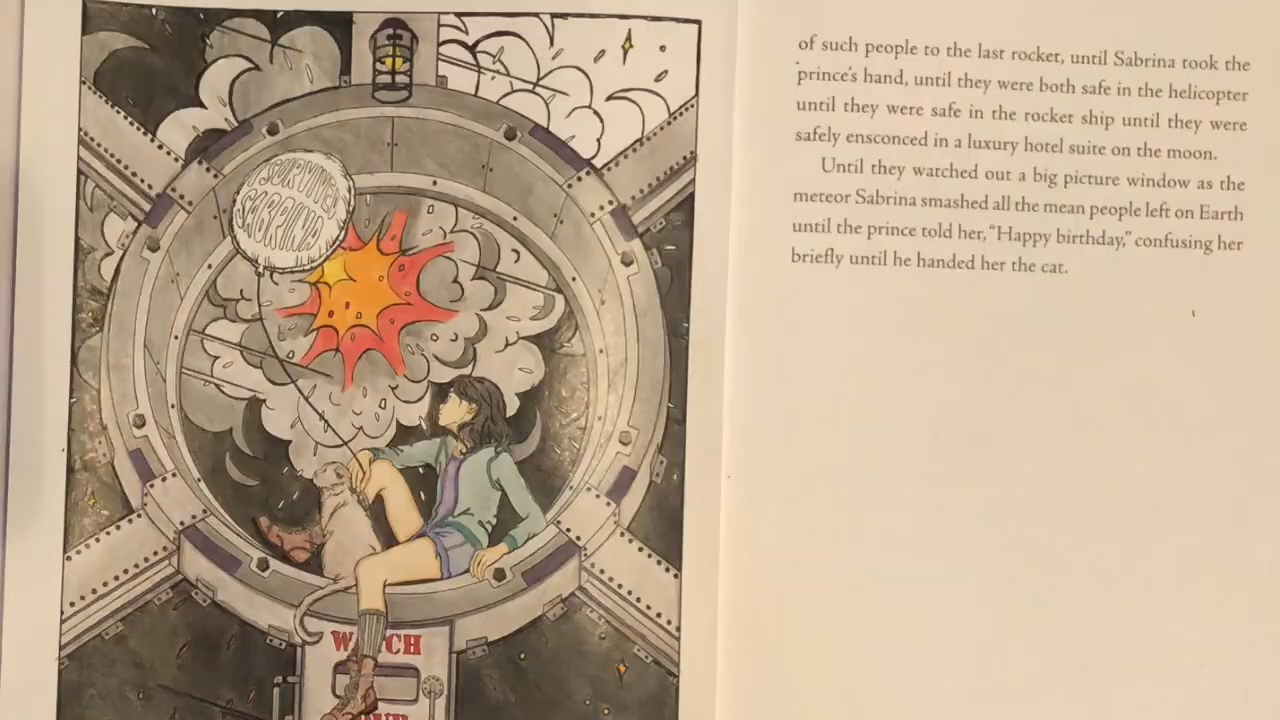 I SURVIVED
SABRINA
WATCH
of such people to the last rocket, until Sabrina took the
prince's hand, until they were both safe in the helicopter
until they were safe in the rocket ship until they were
safely ensconced in a luxury hotel suite on the moon.
Until they watched out a big picture window as the
meteor Sabrina smashed all the mean people left on Earth
until the prince told her, “Happy birthday,” confusing her
briefly until he handed her the cat.